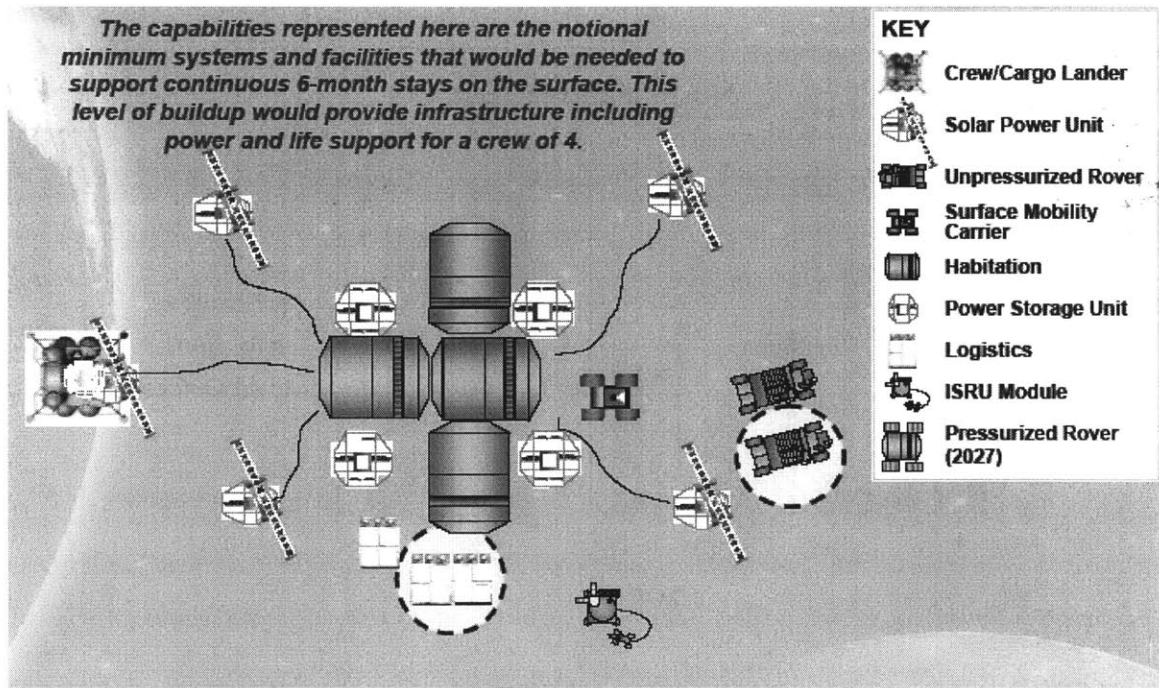 The capabilities represented here are the notional
minimum systems and facilities that would be needed to
support continuous 6-month stays on the surface. This
level of buildup would provide infrastructure including
power and life support for a crew of 4.
KEY
Crew/Cargo Lander
Solar Power Unit
Unpressurized Rover
Surface Mobility
Carrier
Habitation
Power Storage Unit
Logistics
ISRU Module
Pressurized Rover
(2027)